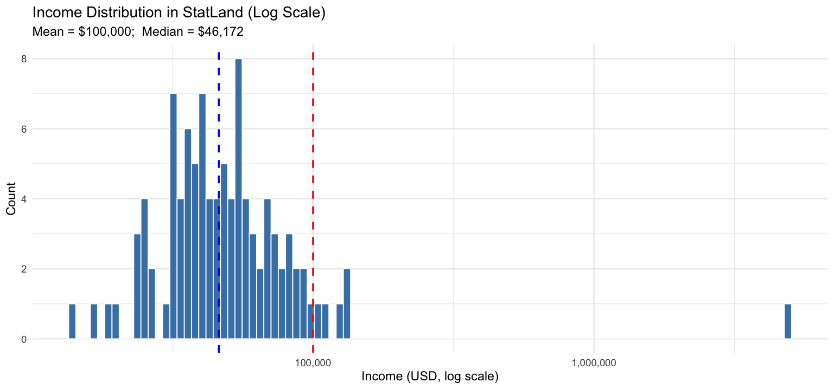 Income Distribution in StatLand (Log Scale)
Mean = $100,000;  Median = $46,172
8
6
4
2
0
Count
100,000
1,000,000
Income (USD, log scale)